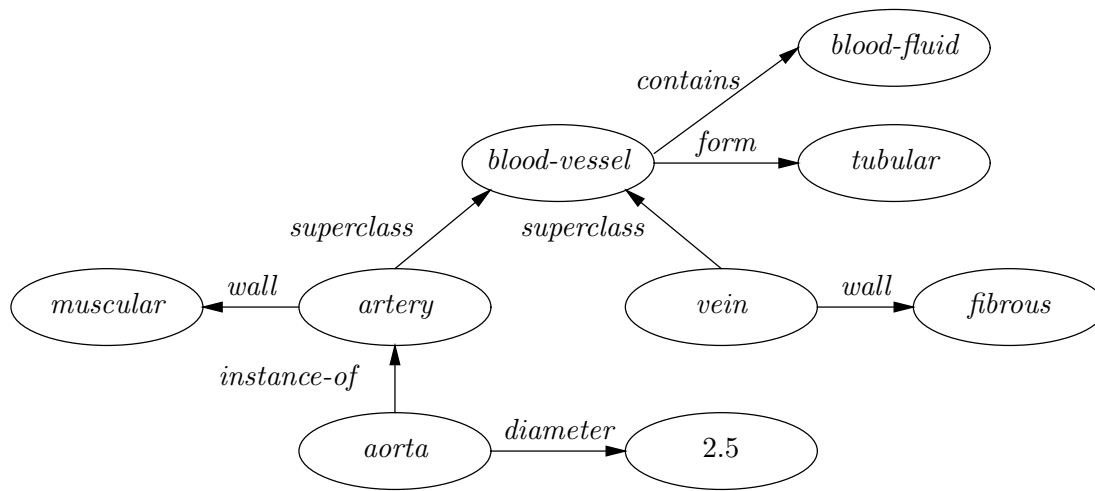 blood-fluid
contains
blood-vessel
form
tubular
superclass
superclass
muscular
wall
artery
vein
wall
fibrous
instance-of
aorta
diameter
2.5